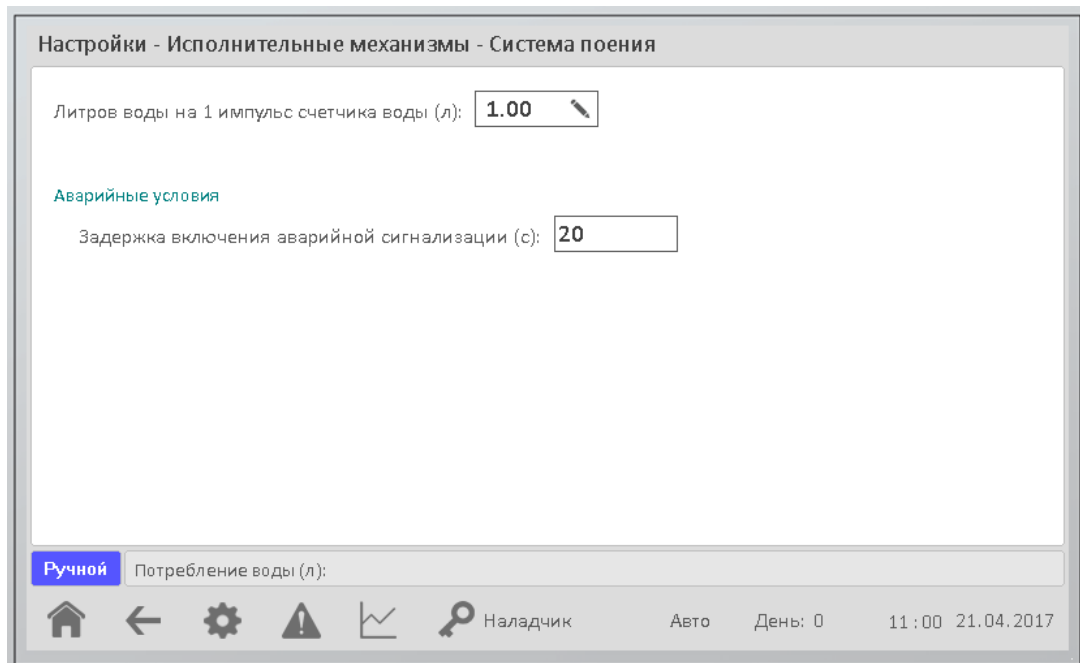 Настройки - Исполнительные механизмы - Система поения
Литров воды на 1 импульс счетчика воды (л): 1.00
Аварийные условия
Задержка включения аварийной сигнализации (с): 20
Ручной Потребление воды (л):
Наладчик Авто День: 0 11:00 21.04.2017